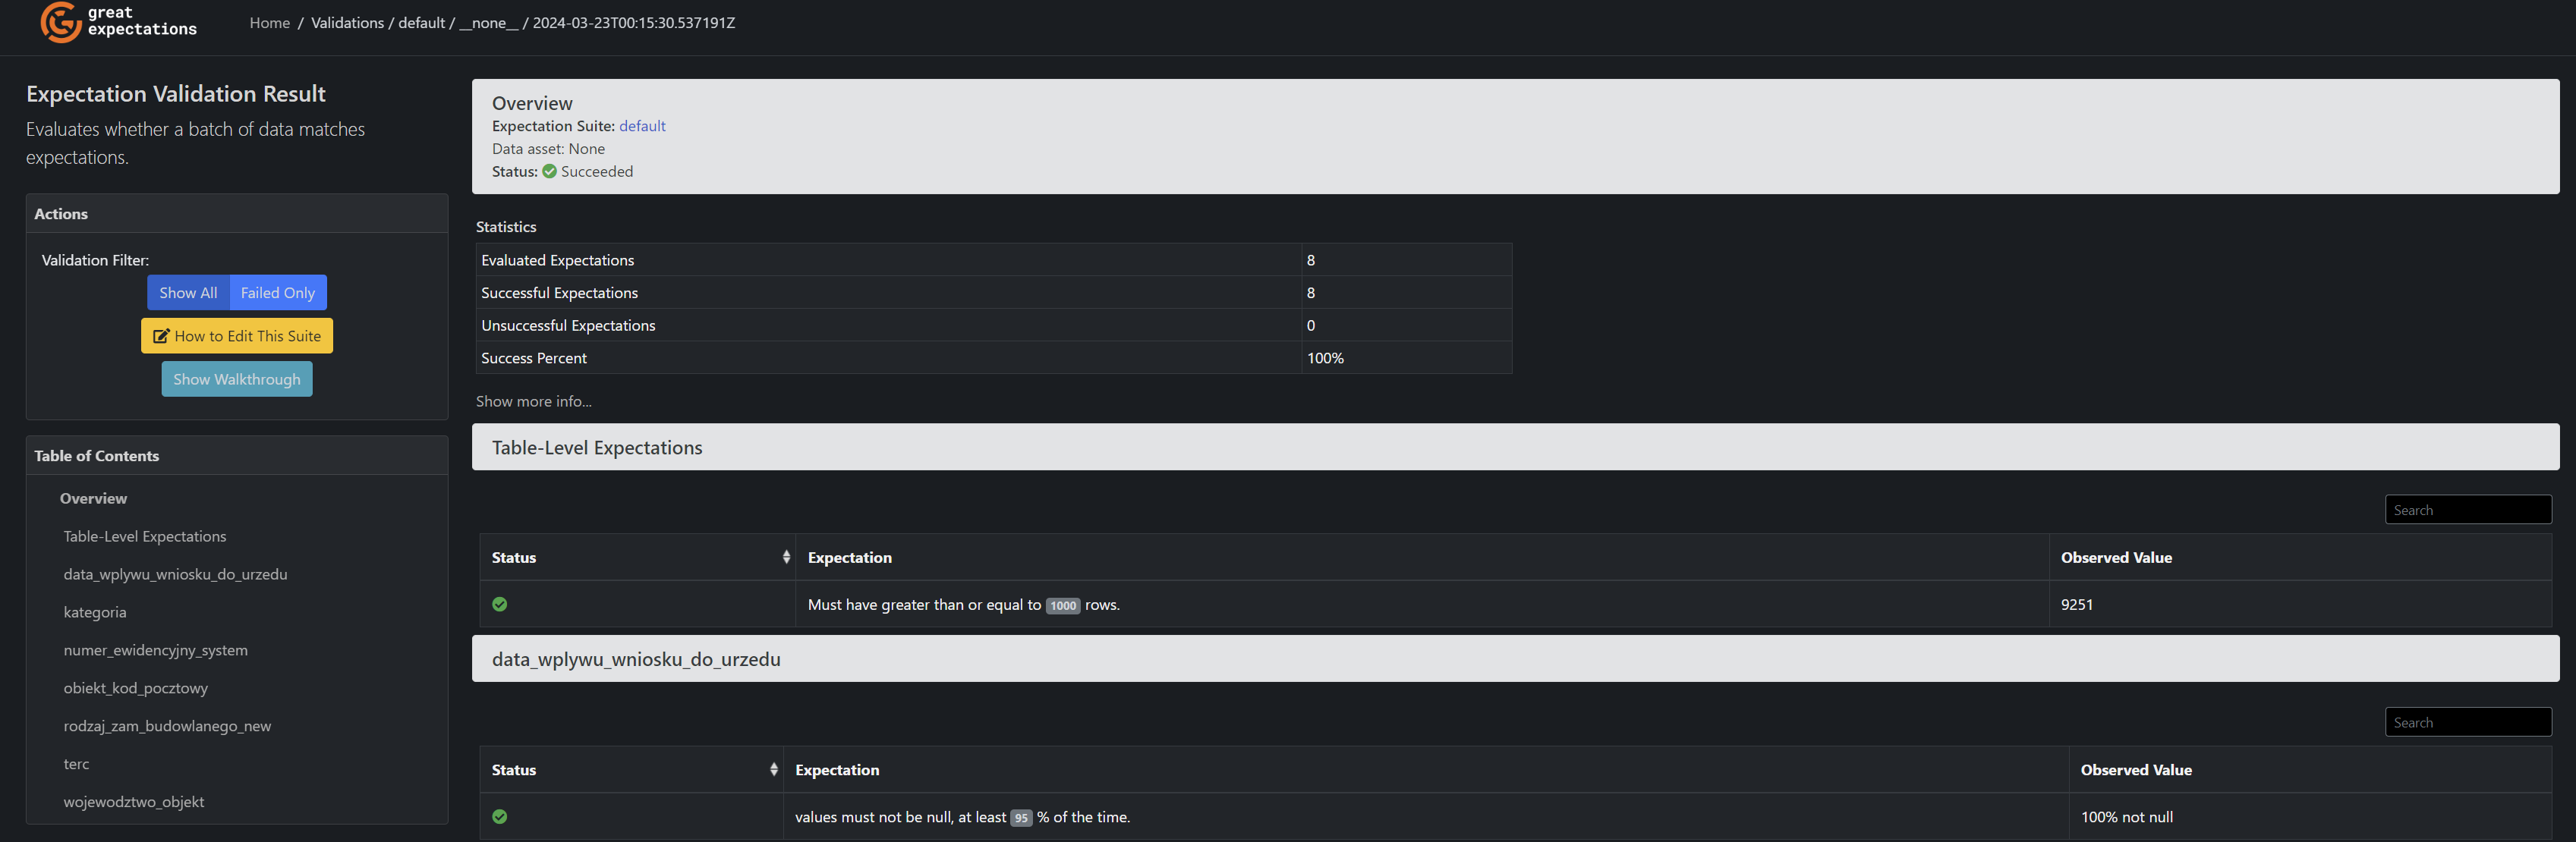 great
expectations
Home / Validations / default / __none__ / 2024-03-23T00:15:30.537191Z
Expectation Validation Result
Evaluates whether a batch of data matches
expectations.
Actions
Validation Filter:
Show All Failed Only
How to Edit This Suite
Show Walkthrough
Table of Contents
Overview
Table-Level Expectations
data_wplywu_wniosku_do_urzedu
kategoria
numer_ewidencyjny_system
obiekt_kod_pocztowy
rodzaj_zam_budowlanego_new
terc
wojewodztwo_objekt
Overview
Expectation Suite: default
Data asset: None
Status: Succeeded
Statistics
Evaluated Expectations 8
Successful Expectations 8
Unsuccessful Expectations 0
Success Percent 100%
Show more info...
Table-Level Expectations
Search
Status Expectation Observed Value
Must have greater than or equal to 1000 rows. 9251
data_wplywu_wniosku_do_urzedu
Search
Status Expectation Observed Value
values must not be null, at least 95 % of the time. 100% not null